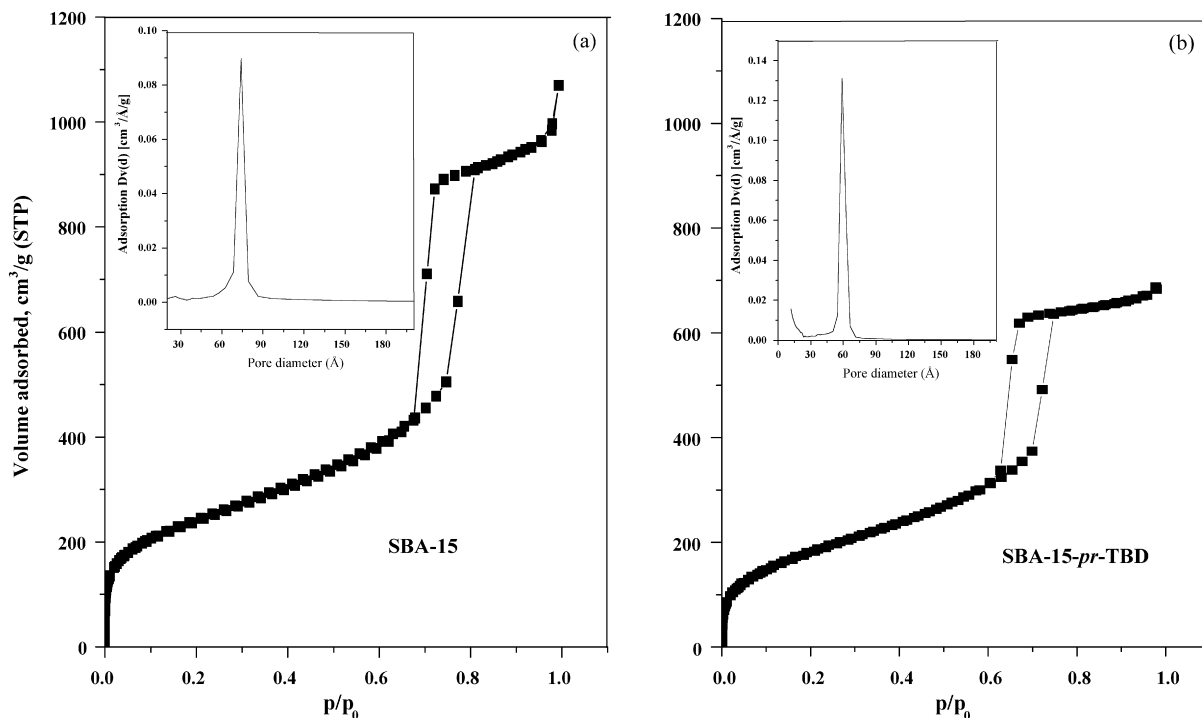 (a)
Volume adsorbed, cm³/g (STP)
1200
1000
800
600
400
200
0
0.0 0.2 0.4 0.6 0.8 1.0
p/p₀
SBA-15
Adsorption Dv(d) [cm³/Å/g]
0.10
0.08
0.06
0.04
0.02
0.00
30 60 90 120 150 180
Pore diameter (Å)
(b)
1200
1000
800
600
400
200
0
0.0 0.2 0.4 0.6 0.8 1.0
p/p₀
SBA-15-pr-TBD
Adsorption Dv(d) [cm³/Å/g]
0.14
0.12
0.10
0.08
0.06
0.04
0.02
0.00
0 30 60 90 120 150 180
Pore diameter (Å)